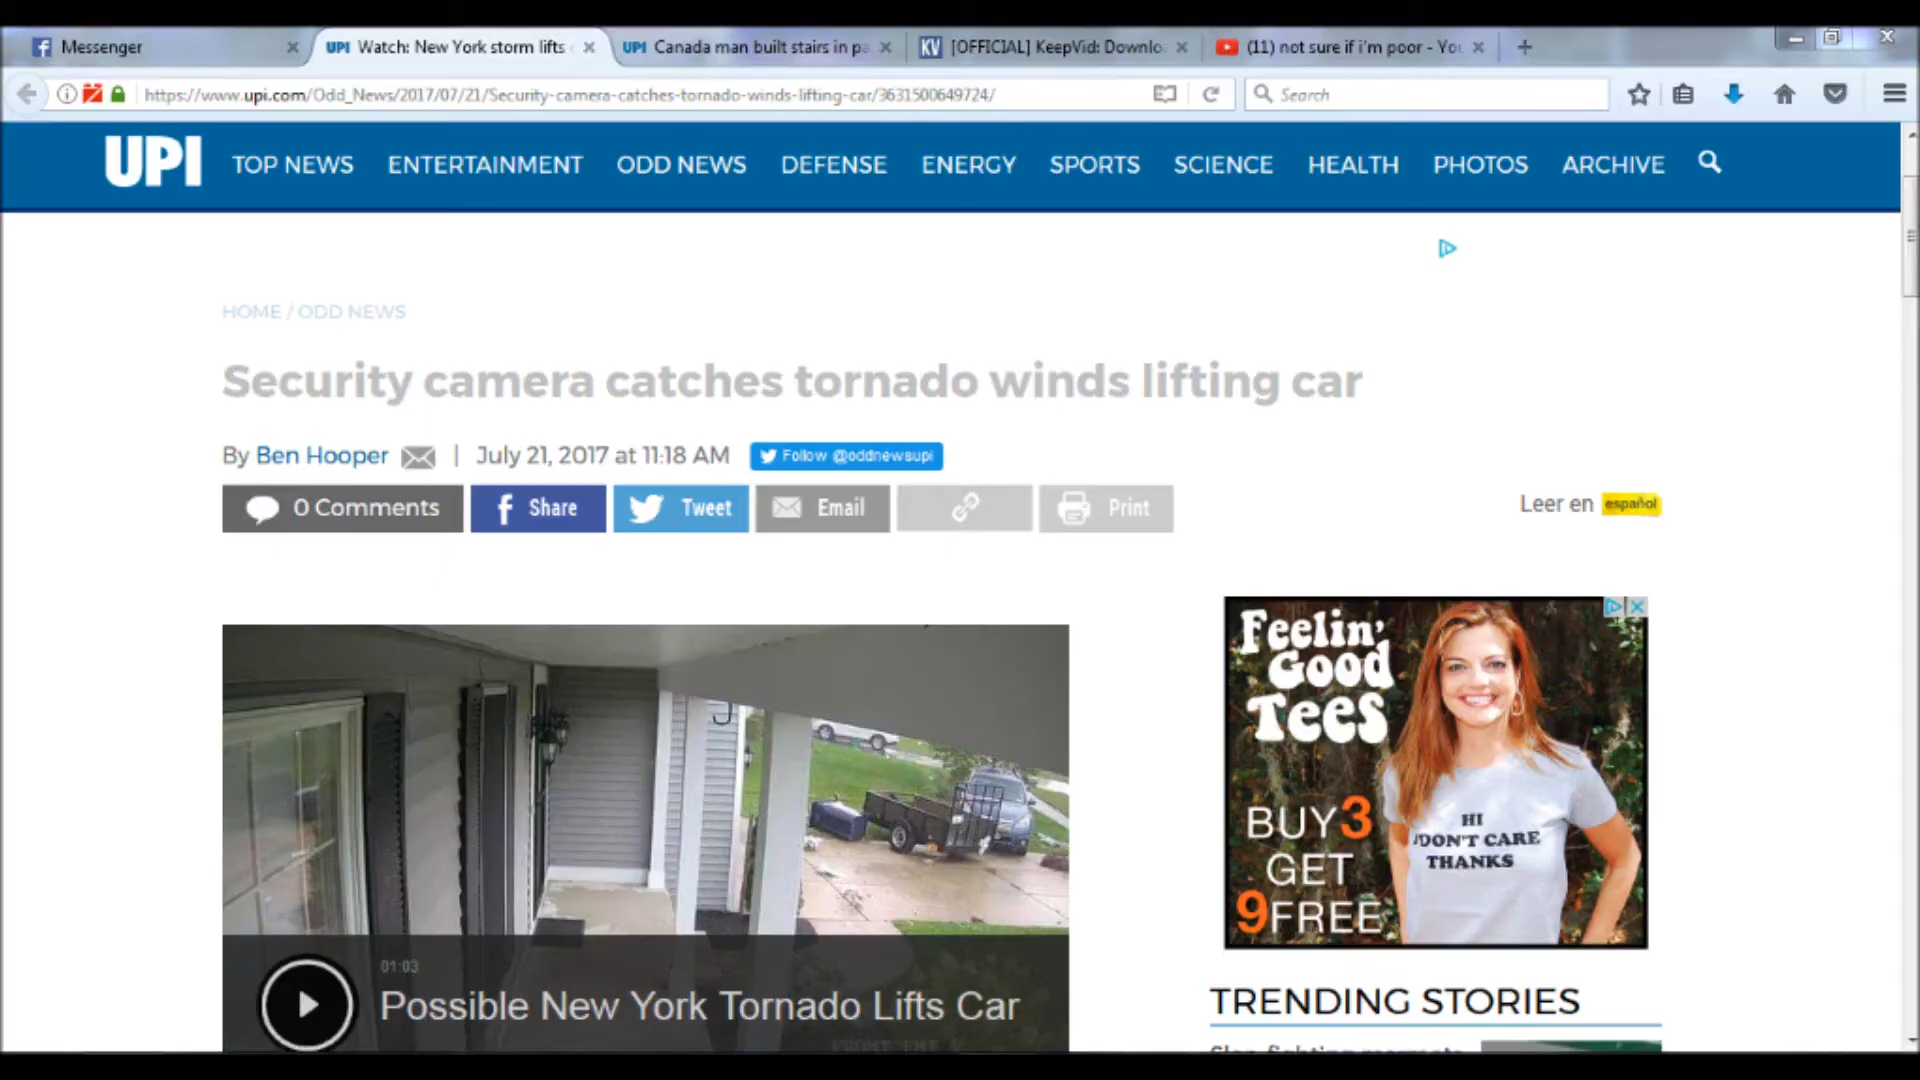 Messenger
UPI Watch: New York storm lifts
UPI Canada man built stairs in pa
KV [OFFICIAL] KeepVid: Downlo
(11) not sure if i'm poor - You
https://www.upi.com/Odd_News/2017/07/21/Security-camera-catches-tornado-winds-lifting-car/3631500649724/
Search
UPI TOP NEWS ENTERTAINMENT ODD NEWS DEFENSE ENERGY SPORTS SCIENCE HEALTH PHOTOS ARCHIVE
HOME / ODD NEWS
Security camera catches tornado winds lifting car
By Ben Hooper | July 21, 2017 at 11:18 AM Follow @oddnewsupi
0 Comments Share Tweet Email Print
Leer en español
01:03
Possible New York Tornado Lifts Car
Feelin'
Good
Tees
BUY 3
GET
9 FREE
HI
I DON'T CARE
THANKS
TRENDING STORIES